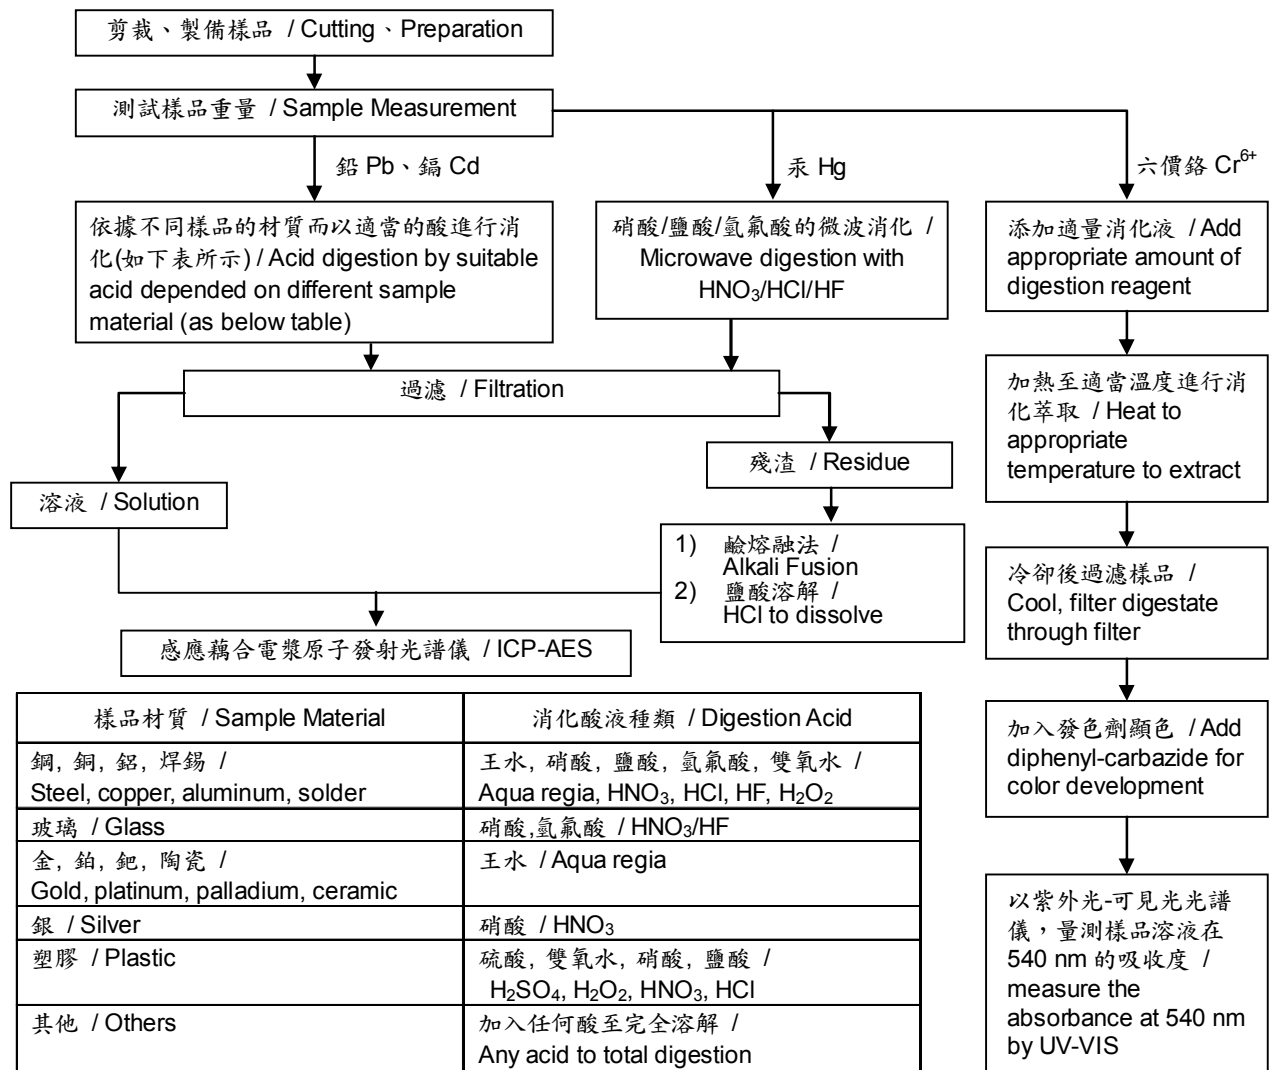 剪裁、製備樣品 / Cutting、Preparation
測試樣品重量 / Sample Measurement
鉛 Pb、鎘 Cd
汞 Hg
六價鉻 Cr⁶⁺
依據不同樣品的材質而以適當的酸進行消
化(如下表所示) / Acid digestion by suitable
acid depended on different sample
material (as below table)
硝酸/鹽酸/氫氟酸的微波消化 /
Microwave digestion with
HNO₃/HCl/HF
添加適量消化液 / Add
appropriate amount of
digestion reagent
過濾 / Filtration
加熱至適當溫度進行消
化萃取 / Heat to
appropriate
temperature to extract
殘渣 / Residue
溶液 / Solution
1) 鹼熔融法 /
Alkali Fusion
2) 鹽酸溶解 /
HCl to dissolve
冷卻後過濾樣品 /
Cool, filter digestate
through filter
感應藕合電漿原子發射光譜儀 / ICP-AES
加入發色劑顯色 / Add
diphenyl-carbazide for
color development
以紫外光-可見光光譜
儀，量測樣品溶液在
540 nm 的吸收度 /
measure the
absorbance at 540 nm
by UV-VIS
樣品材質 / Sample Material
消化酸液種類 / Digestion Acid
鋼, 銅, 鋁, 焊錫 /
Steel, copper, aluminum, solder
王水, 硝酸, 鹽酸, 氫氟酸, 雙氧水 /
Aqua regia, HNO₃, HCl, HF, H₂O₂
玻璃 / Glass
硝酸,氫氟酸 / HNO₃/HF
金, 鉑, 鈀, 陶瓷 /
Gold, platinum, palladium, ceramic
王水 / Aqua regia
銀 / Silver
硝酸 / HNO₃
塑膠 / Plastic
硫酸, 雙氧水, 硝酸, 鹽酸 /
H₂SO₄, H₂O₂, HNO₃, HCl
其他 / Others
加入任何酸至完全溶解 /
Any acid to total digestion